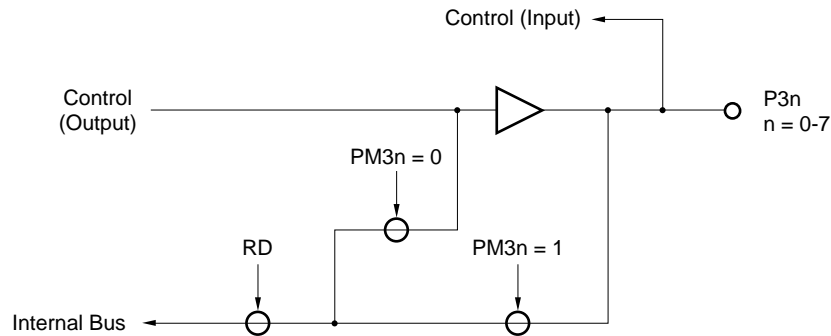 Control (Input)
Control
(Output)
P3n
n = 0-7
PM3n = 0
RD
PM3n = 1
Internal Bus